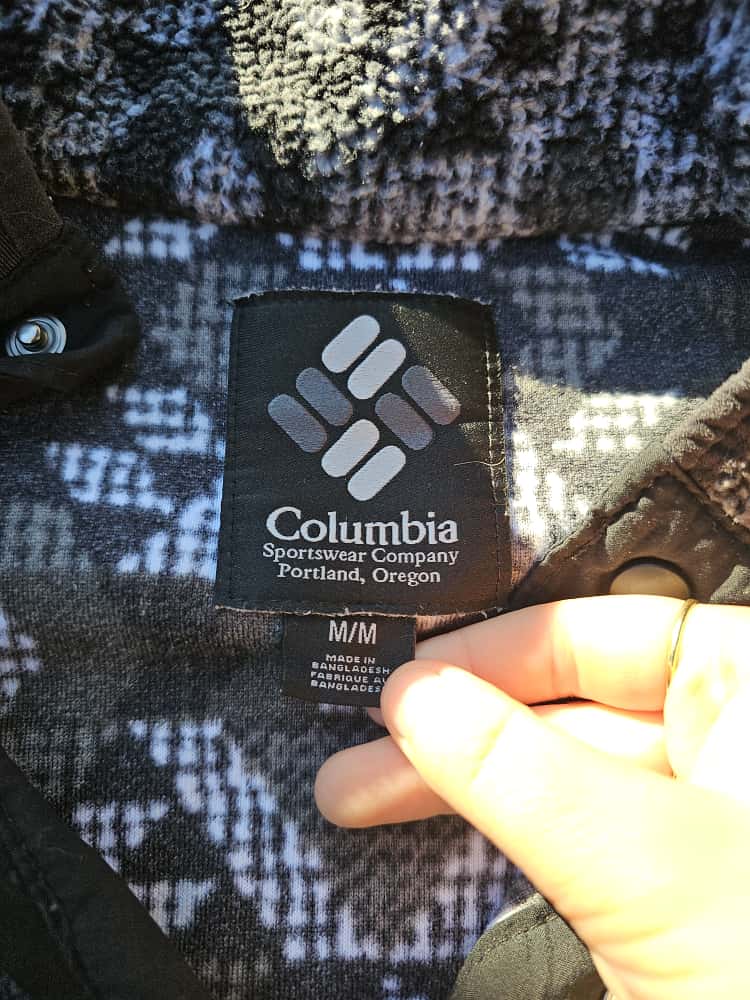 Columbia
Sportswear Company
Portland, Oregon
M/M
MADE IN
BANGLADESH
FABRIQUE AU
BANGLADESH